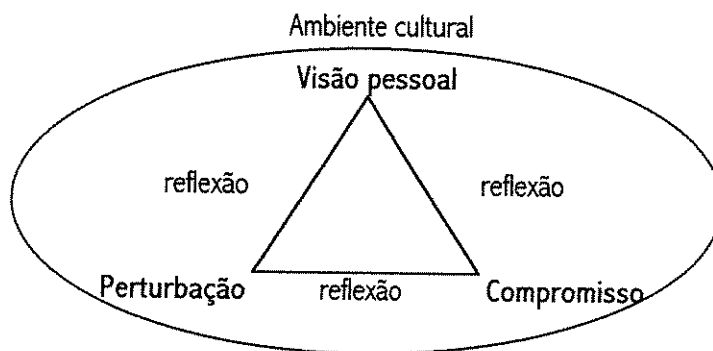 Ambiente cultural
Visão pessoal
reflexão
reflexão
Perturbação
reflexão
Compromisso